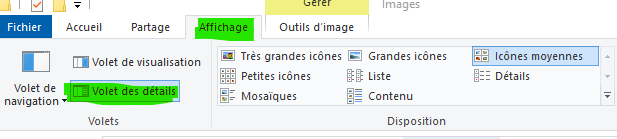 Gérer Images
Fichier Accueil Partage Affichage Outils d'image
Volet de navigation
Volet de visualisation
Volet des détails
Volets
Très grandes icônes Grandes icônes Icônes moyennes
Petites icônes Liste Détails
Mosaïques Contenu
Disposition